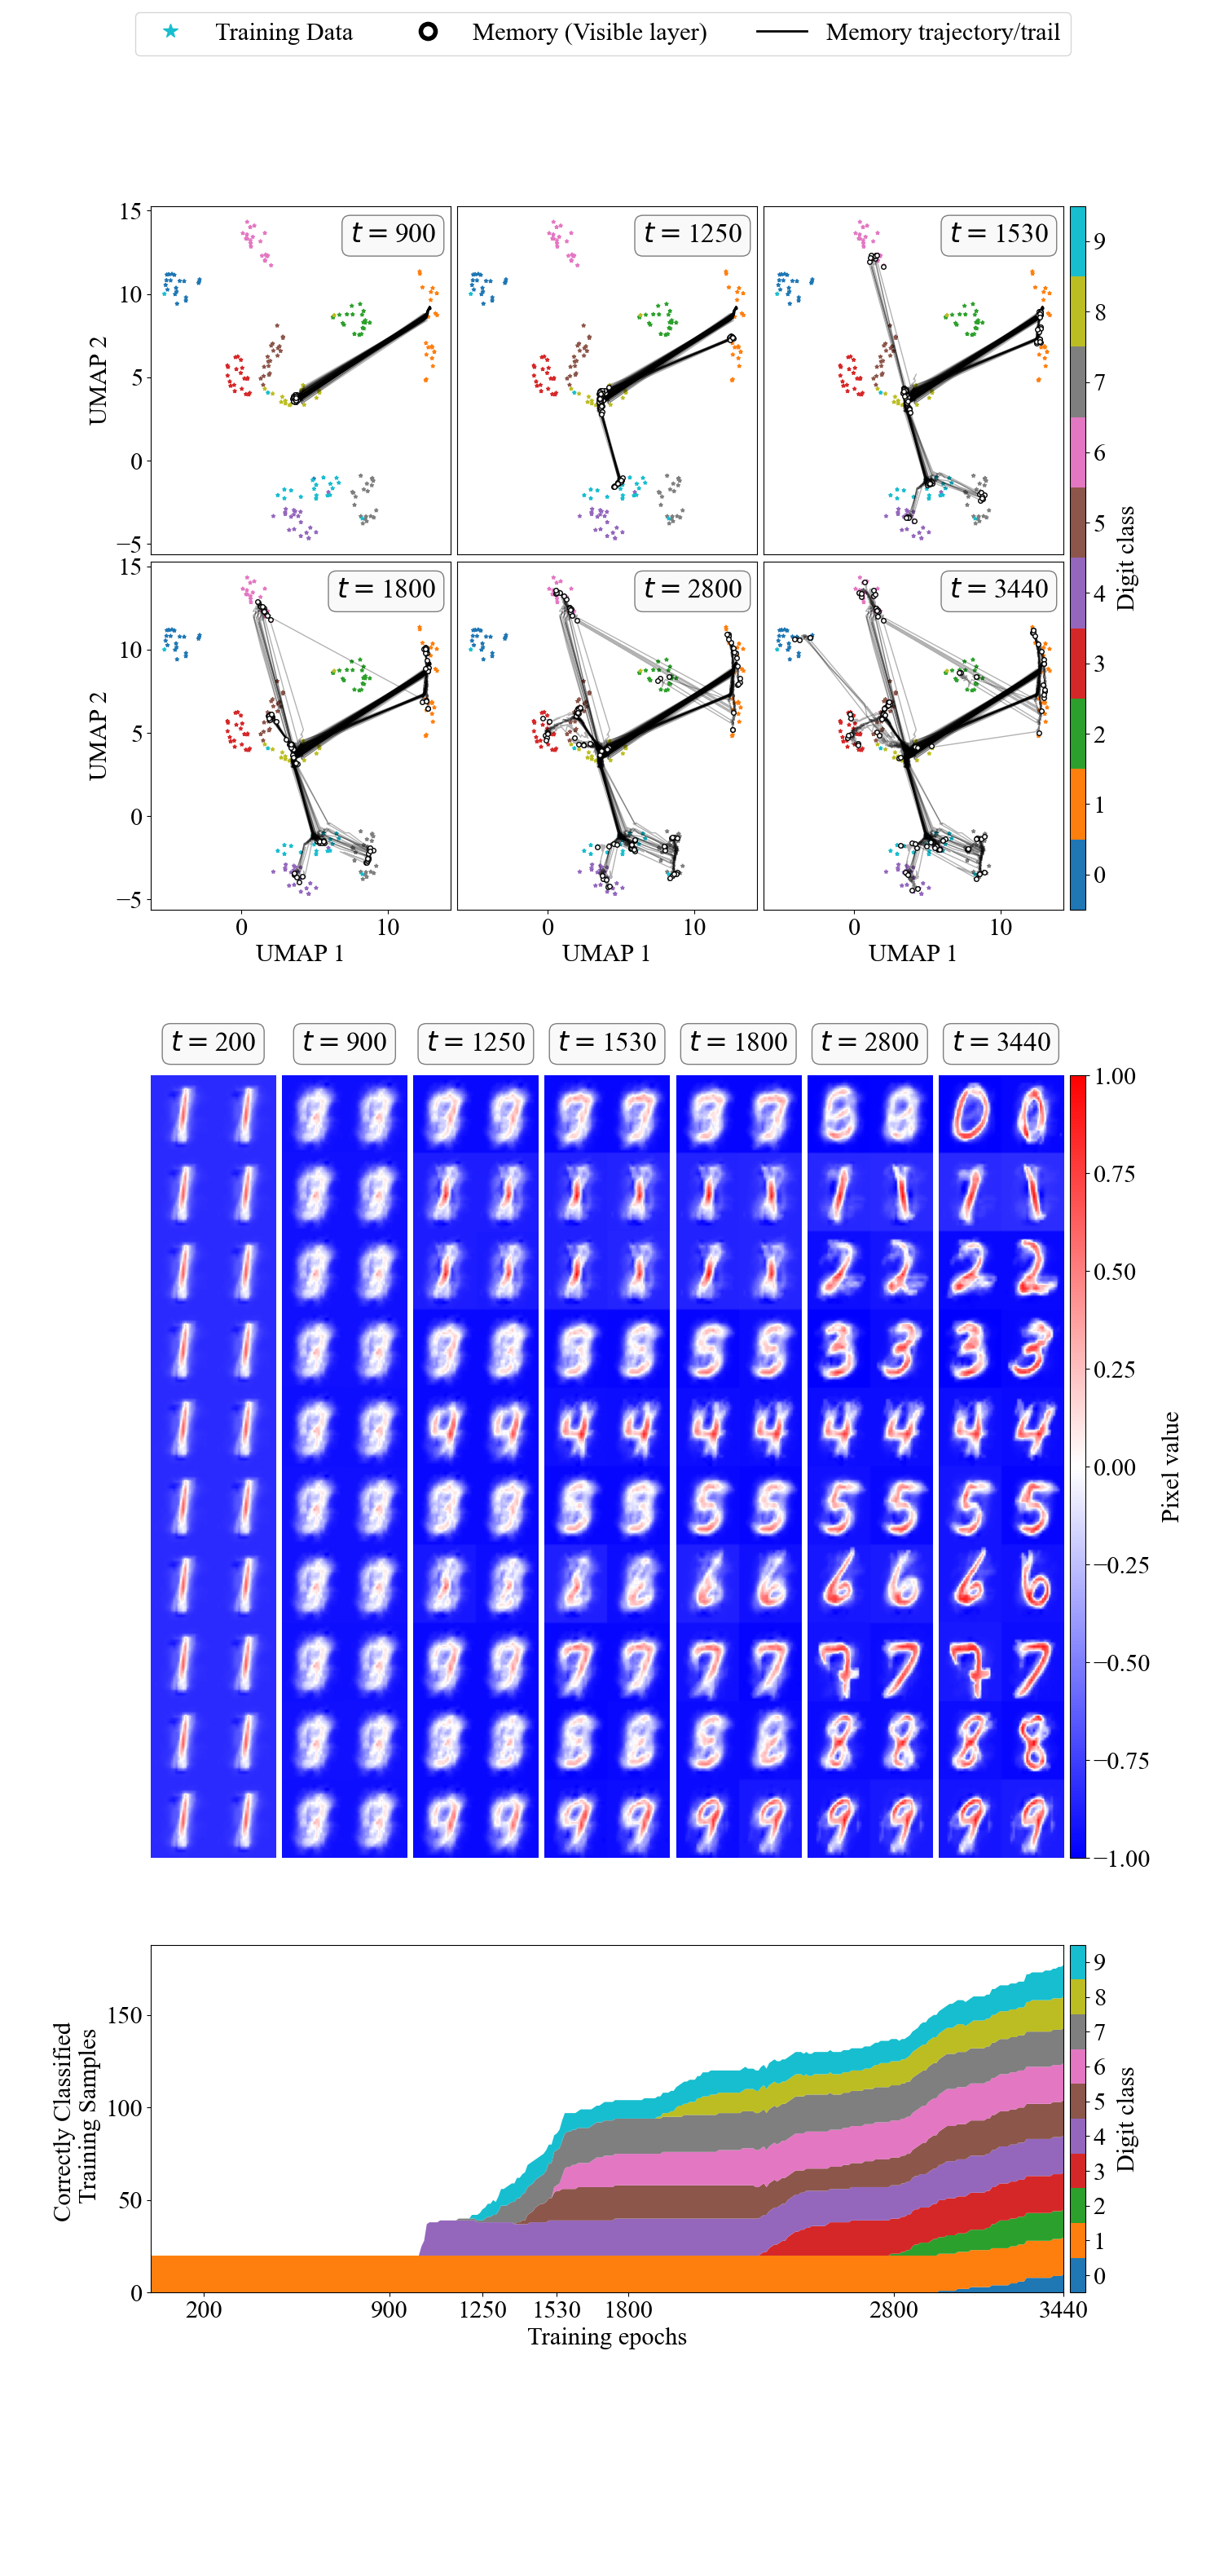 Training Data Memory (Visible layer) Memory trajectory/trail
t = 900 t = 1250 t = 1530
15
10
5
0
−5
UMAP 2
t = 1800 t = 2800 t = 3440
15
10
5
0
−5
UMAP 2
0 10 0 10 0 10
UMAP 1 UMAP 1 UMAP 1
9
8
7
6
5
4
3
2
1
0
Digit class
t = 200 t = 900 t = 1250 t = 1530 t = 1800 t = 2800 t = 3440
1.00
0.75
0.50
0.25
0.00
−0.25
−0.50
−0.75
−1.00
Pixel value
150
100
50
0
Correctly Classified
Training Samples
200 900 1250 1530 1800 2800 3440
Training epochs
9
8
7
6
5
4
3
2
1
0
Digit class